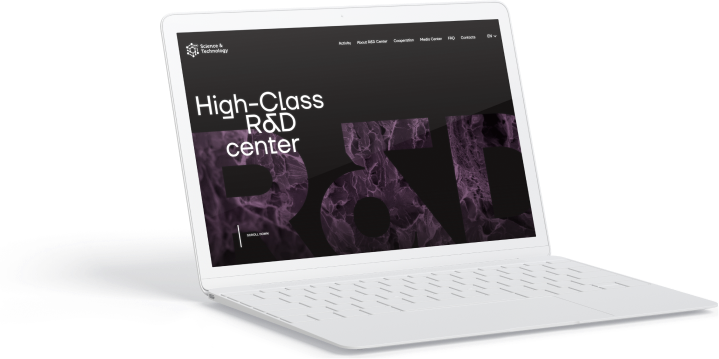 Science &
Technology
Activity About R&D Center Cooperation Media Center FAQ Contacts EN
High-Class
R&D
center
R&D
SCROLL DOWN